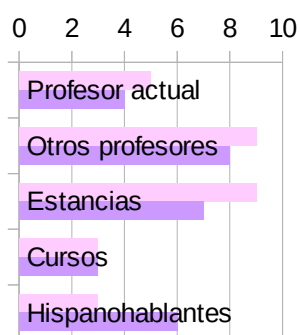 0 2 4 6 8 10
Profesor actual
Otros profesores
Estancias
Cursos
Hispanohablantes